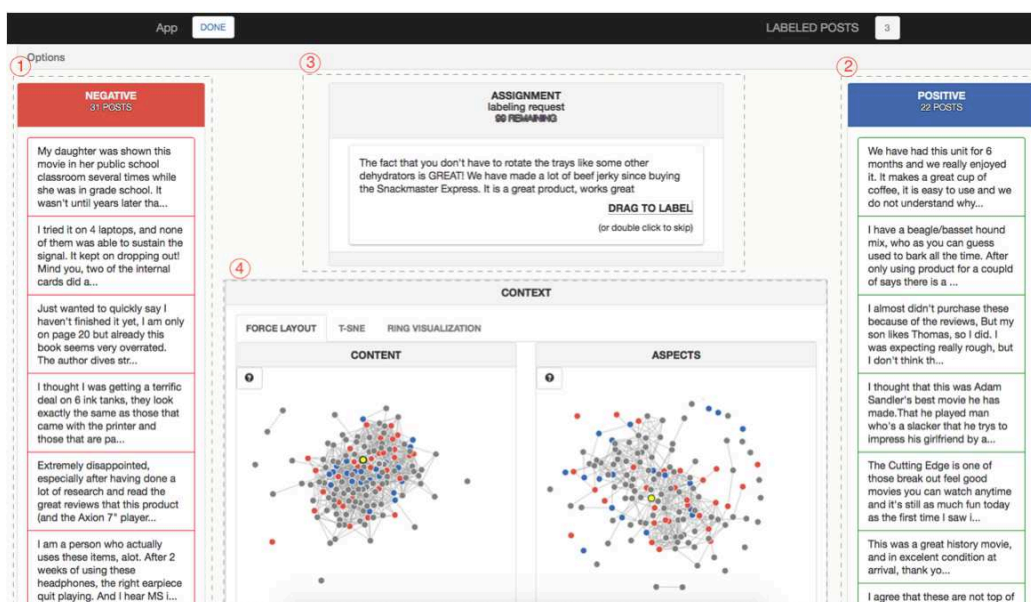 App
DONE
LABELED POSTS
3
Options
1
NEGATIVE
31 POSTS
My daughter was shown this
movie in her public school
classroom several times while
she was in grade school. It
wasn't until years later tha...
I tried it on 4 laptops, and none
of them was able to sustain the
signal. It kept on dropping out!
Mind you, two of the internal
cards did a...
Just wanted to quickly say I
haven't finished it yet, I am only
on page 20 but already this
book seems very overrated.
The author dives str...
I thought I was getting a terrific
deal on 6 ink tanks, they look
exactly the same as those that
came with the printer and
those that are pa...
Extremely disappointed,
especially after having done a
lot of research and read the
great reviews that this product
(and the Axion 7" player...
I am a person who actually
uses these items, alot. After 2
weeks of using these
headphones, the right earpiece
quit playing. And I hear MS i...
3
ASSIGNMENT
labeling request
99 REMAINING
The fact that you don't have to rotate the trays like some other
dehydrators is GREAT! We have made a lot of beef jerky since buying
the Snackmaster Express. It is a great product, works great
DRAG TO LABEL
(or double click to skip)
4
CONTEXT
FORCE LAYOUT
T-SNE
RING VISUALIZATION
CONTENT
?
ASPECTS
?
2
POSITIVE
22 POSTS
We have had this unit for 6
months and we really enjoyed
it. It makes a great cup of
coffee, it is easy to use and we
do not understand why...
I have a beagle/basset hound
mix, who as you can guess
used to bark all the time. After
only using product for a coupld
of says there is a ...
I almost didn't purchase these
because of the reviews, But my
son likes Thomas, so I did. I
was expecting really rough, but
I don't think th...
I thought that this was Adam
Sandler's best movie he has
made.That he played man
who's a slacker that he trys to
impress his girlfriend by a...
The Cutting Edge is one of
those break out feel good
movies you can watch anytime
and it's still as much fun today
as the first time I saw i...
This was a great history movie,
and in excelent condition at
arrival, thank yo...
I agree that these are not top of